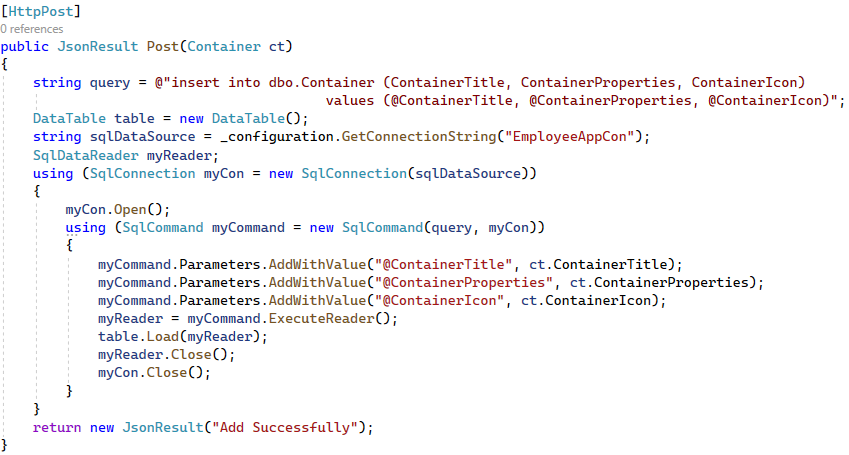 [HttpPost]
0 references
public JsonResult Post(Container ct)
{
    string query = @"insert into dbo.Container (ContainerTitle, ContainerProperties, ContainerIcon)
                                        values (@ContainerTitle, @ContainerProperties, @ContainerIcon)";
    DataTable table = new DataTable();
    string sqlDataSource = _configuration.GetConnectionString("EmployeeAppCon");
    SqlDataReader myReader;
    using (SqlConnection myCon = new SqlConnection(sqlDataSource))
    {
        myCon.Open();
        using (SqlCommand myCommand = new SqlCommand(query, myCon))
        {
            myCommand.Parameters.AddWithValue("@ContainerTitle", ct.ContainerTitle);
            myCommand.Parameters.AddWithValue("@ContainerProperties", ct.ContainerProperties);
            myCommand.Parameters.AddWithValue("@ContainerIcon", ct.ContainerIcon);
            myReader = myCommand.ExecuteReader();
            table.Load(myReader);
            myReader.Close();
            myCon.Close();
        }
    }
    return new JsonResult("Add Successfully");
}